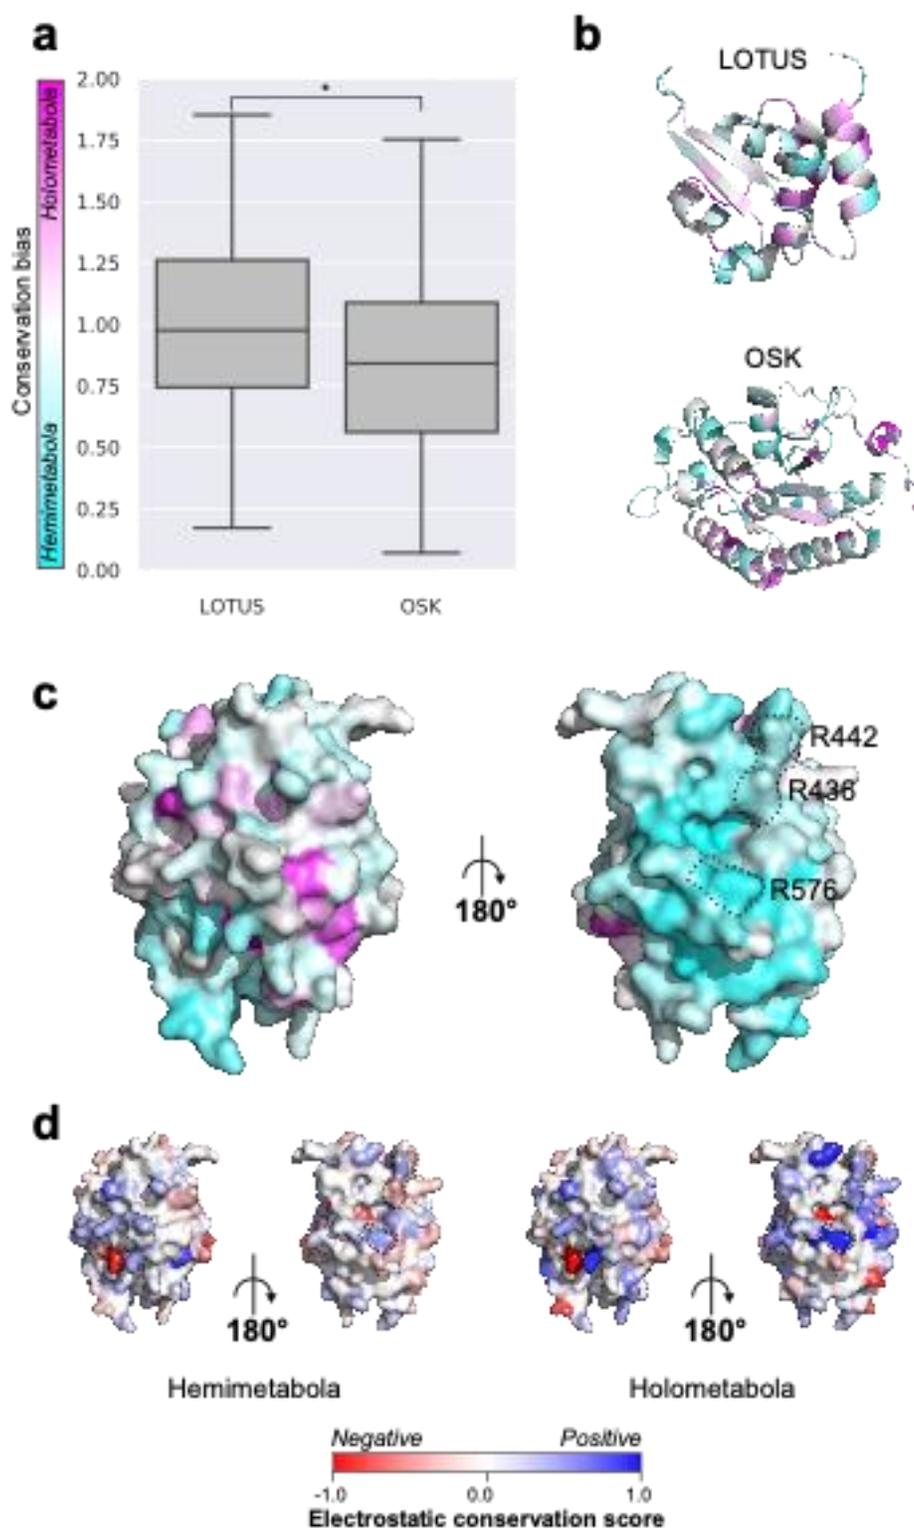 a
b
Conservation bias
Holometabola
Hemimetabola
2.00
1.75
1.50
1.25
1.00
0.75
0.50
0.25
0.00
*
LOTUS
OSK
LOTUS
OSK
c
R442
R436
R576
180°
d
180°
180°
Hemimetabola
Holometabola
Negative
Positive
-1.0
0.0
1.0
Electrostatic conservation score